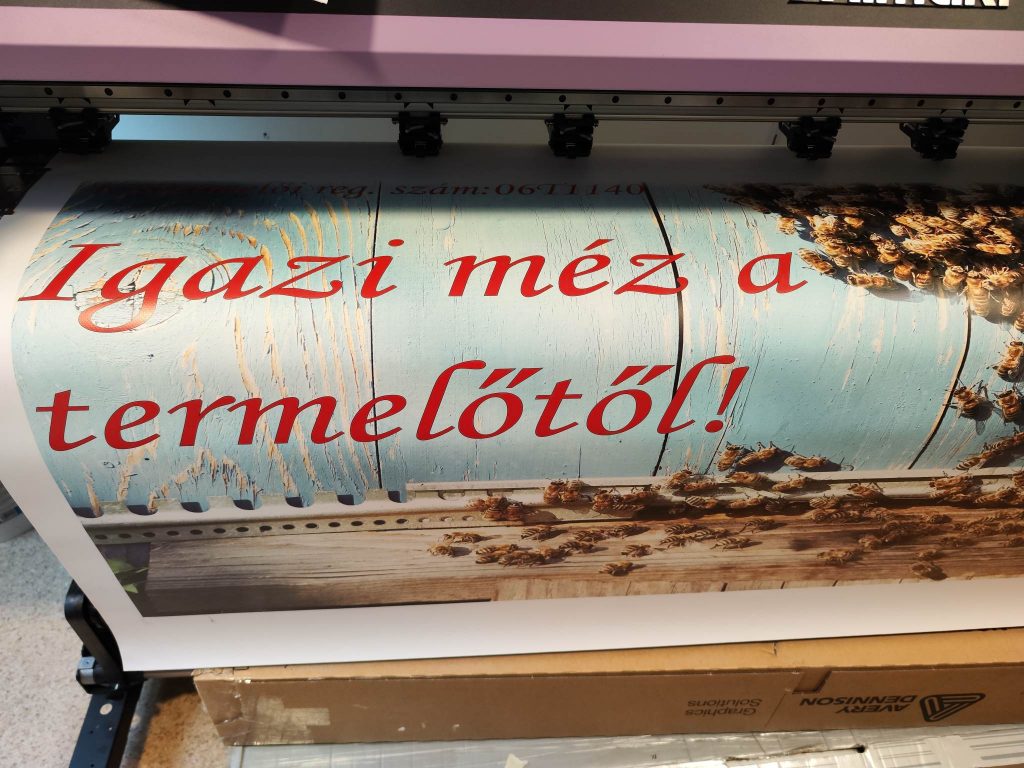 reg. szám:06T1140
Igazi méz a
termelőtől!
Graphics
Solutions
AVERY
DENNISON